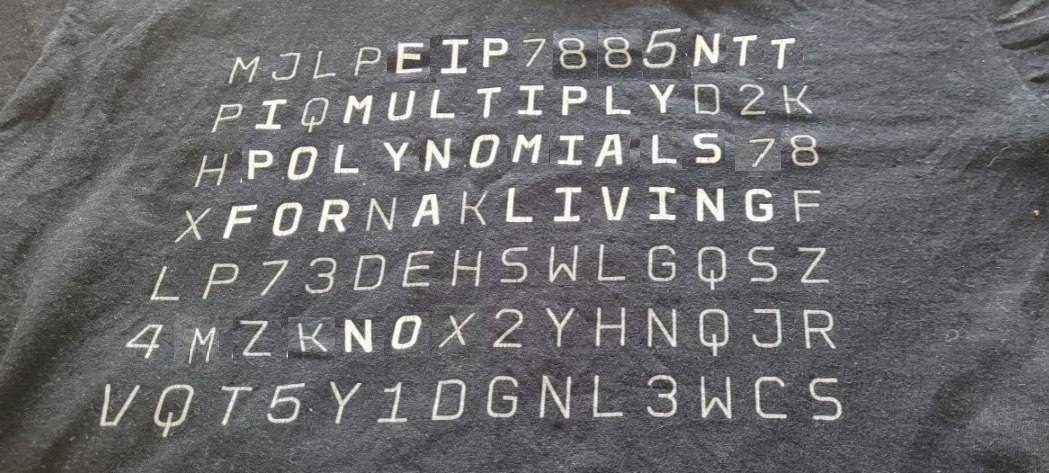 MJLPEIP7885NTT
PIQMULTIPLYD2K
HPOLYNOMIALS78
XFORNAKLIVINGF
LP73DEHSWLGQSZ
4MZKNOX2YHNQJR
VQT5Y1DGNL3WCS